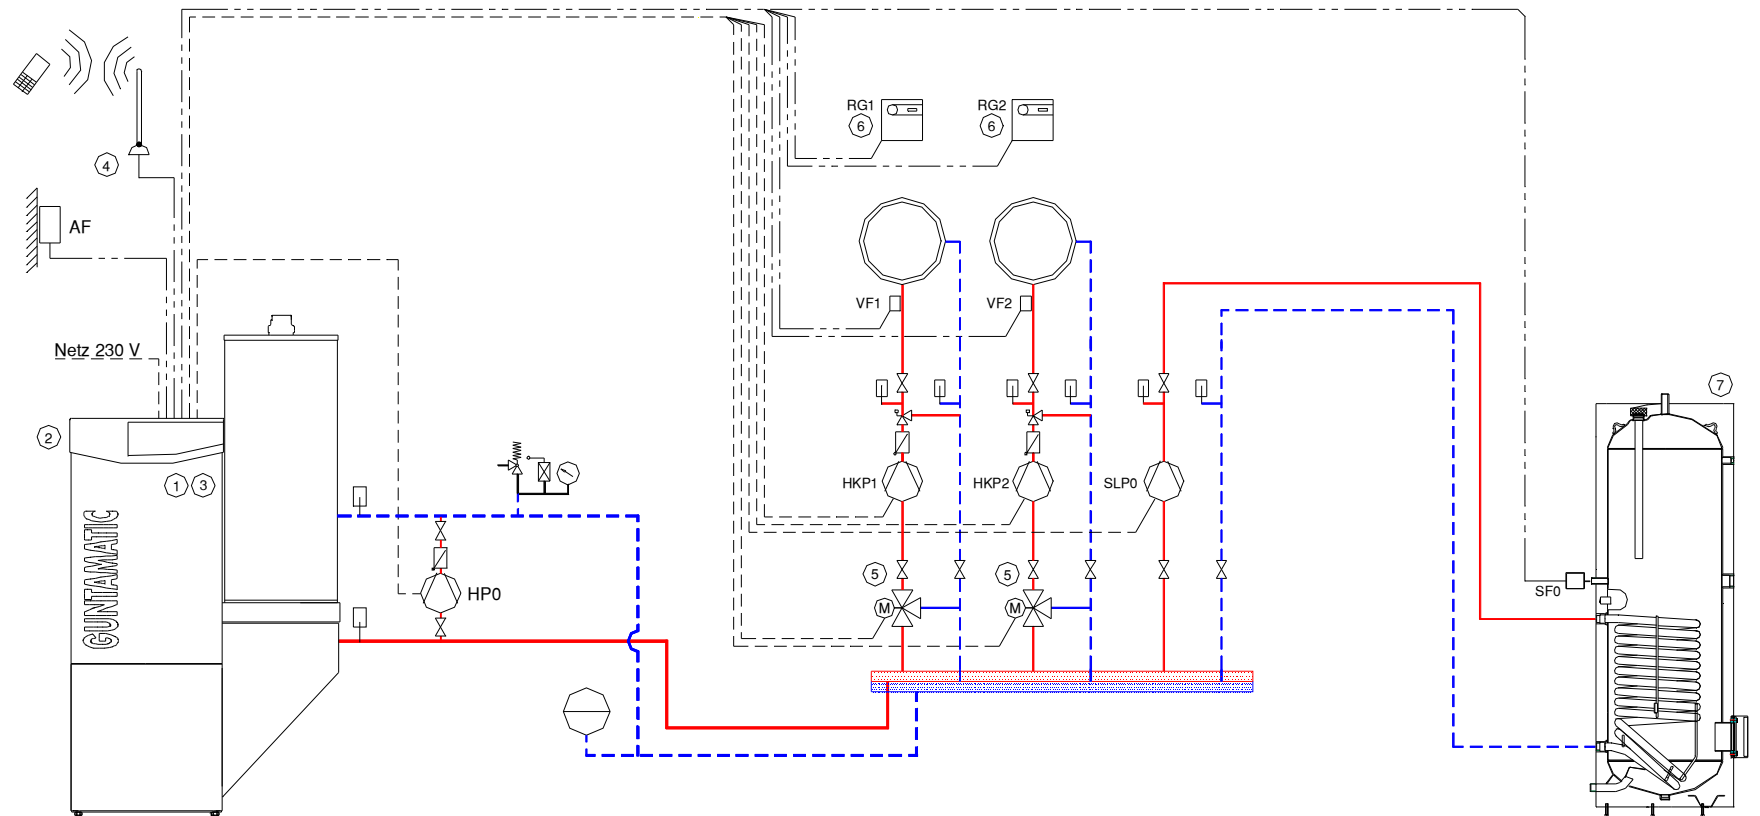 RG1
6
RG2
6
4
AF
VF1
VF2
Netz 230 V
7
2
1
3
HKP1
HKP2
SLP0
GUNTAMATIC
5
5
HP0
M
M
SF0